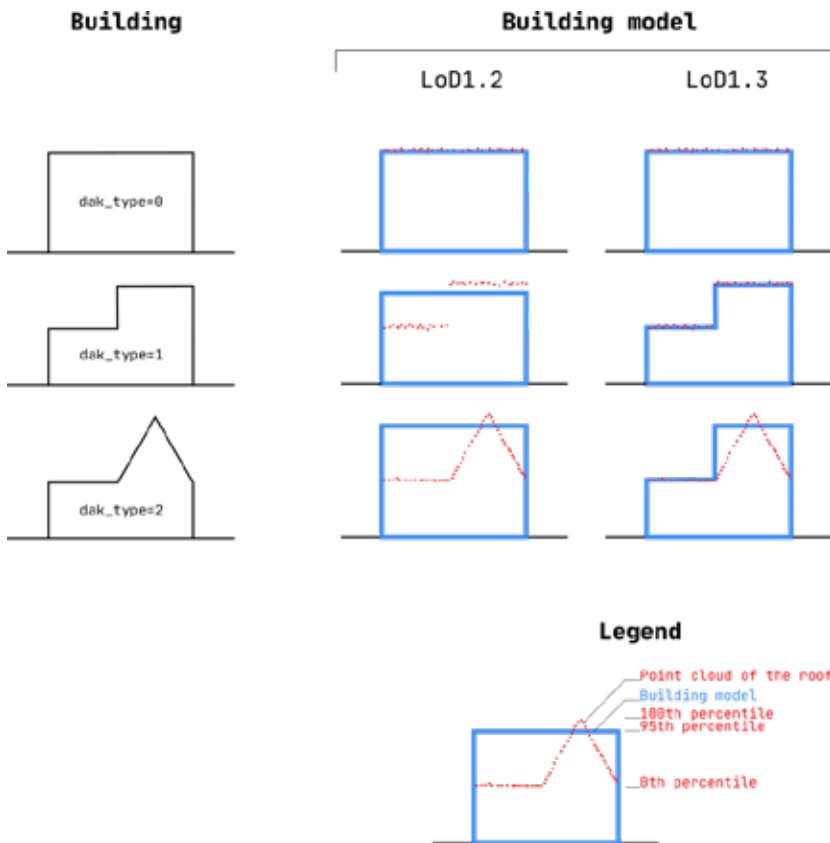 Building
Building model
LoD1.2
LoD1.3
dak_type=0
dak_type=1
dak_type=2
Legend
Point cloud of the roof
Building model
100th percentile
95th percentile
0th percentile